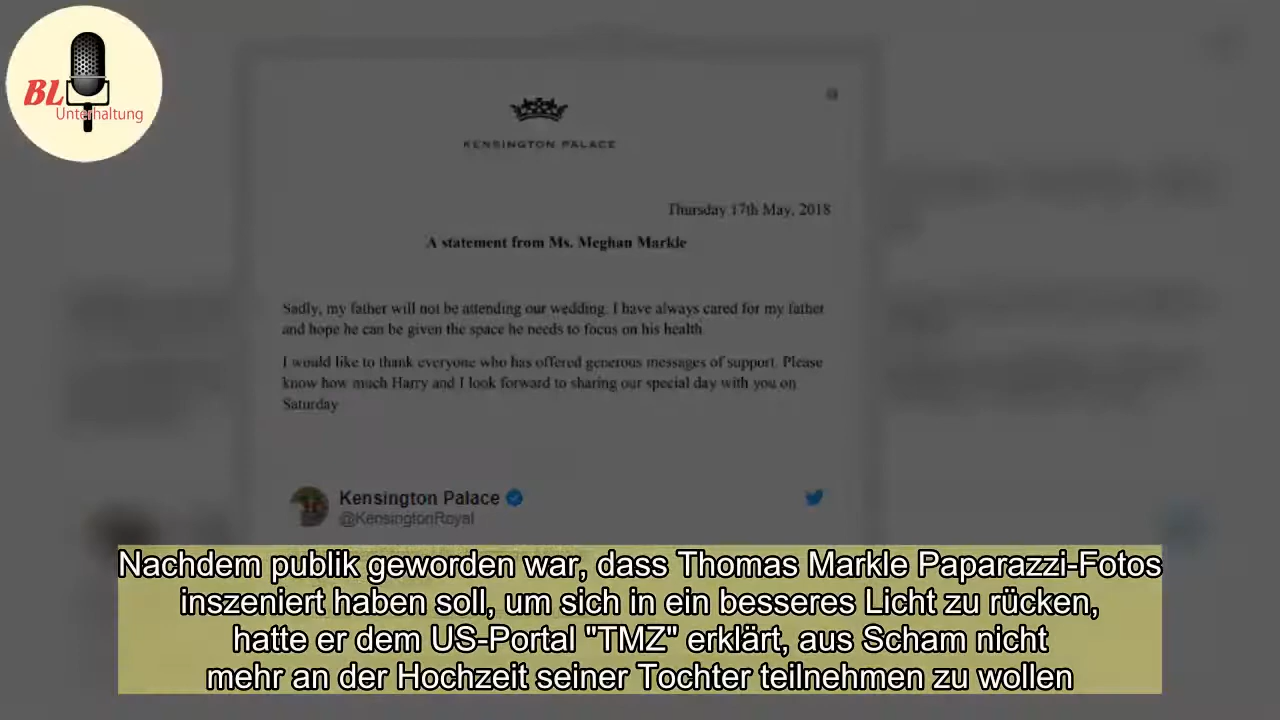 BL
Unterhaltung
KENSINGTON PALACE
Thursday 17th May, 2018
A statement from Ms. Meghan Markle
Sadly, my father will not be attending our wedding. I have always cared for my father
and hope he can be given the space he needs to focus on his health
I would like to thank everyone who has offered generous messages of support. Please
know how much Harry and I look forward to sharing our special day with you on
Saturday
Kensington Palace
@KensingtonRoyal
Nachdem publik geworden war, dass Thomas Markle Paparazzi-Fotos
inszeniert haben soll, um sich in ein besseres Licht zu rücken,
hatte er dem US-Portal "TMZ" erklärt, aus Scham nicht
mehr an der Hochzeit seiner Tochter teilnehmen zu wollen